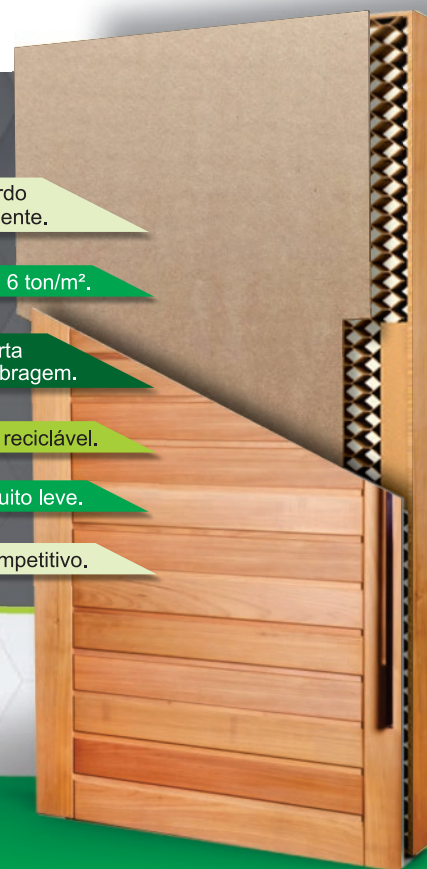 rdo
ente.
6 ton/m².
rta
bragem.
reciclável.
uito leve.
mpetitivo.